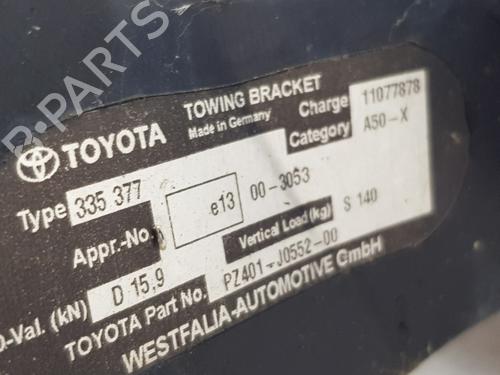 TOYOTA
TOWING BRACKET
Made in Germany
Charge 11077878
Category A50-X
Type 335 377
Appr.-No. e13 00-3053
D-Val. (kN) D 15,9 Vertical Load (kg) S 140
TOYOTA Part No. PZ401-J0552-00
WESTFALIA-AUTOMOTIVE GmbH
R-PARTS